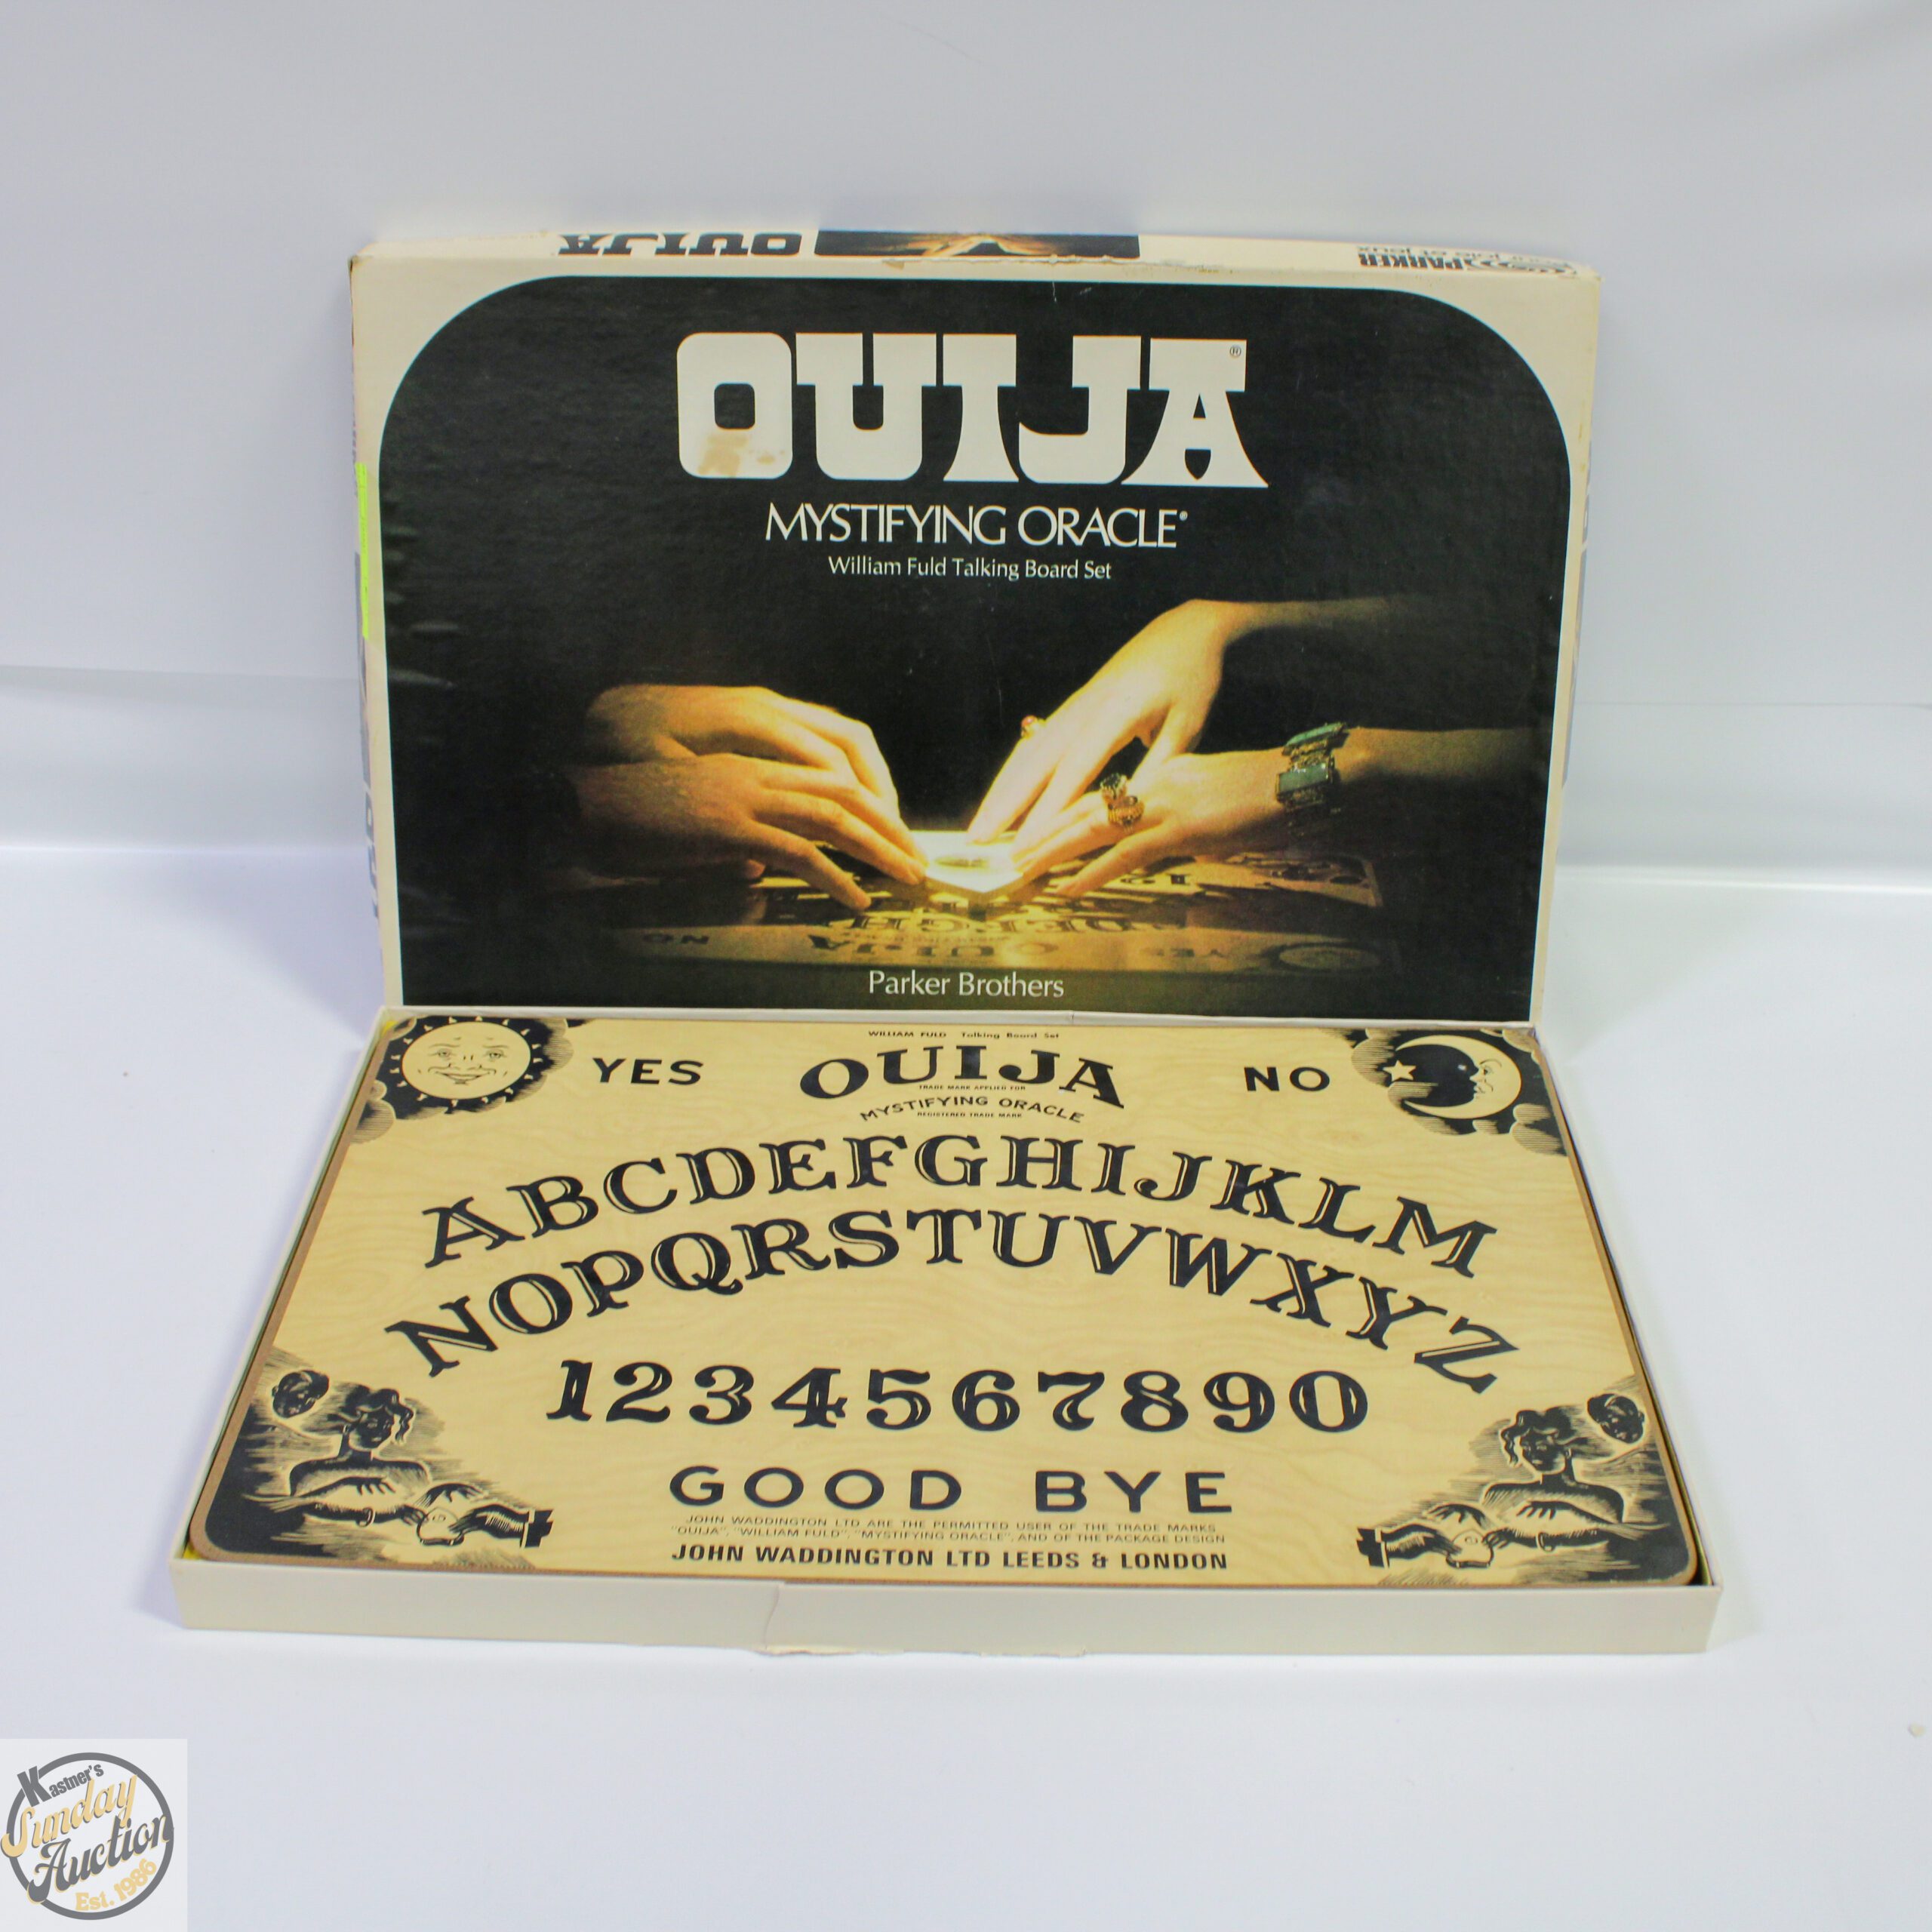 OUIJA
PARKER
OUIJA®
MYSTIFYING ORACLE®
William Fuld Talking Board Set
Parker Brothers
WILLIAM FULD Talking Board Set
YES OUIJA NO
TRADE MARK APPLIED FOR
MYSTIFYING ORACLE
REGISTERED TRADE MARK
ABCDEFGHIJKLM
NOPQRSTUVWXYZ
1234567890
GOOD BYE
JOHN WADDINGTON LTD ARE THE PERMITTED USER OF THE TRADE MARKS
"OUIJA", "WILLIAM FULD", "MYSTIFYING ORACLE", AND OF THE PACKAGE DESIGN
JOHN WADDINGTON LTD LEEDS & LONDON
Kastner's
Sunday
Auction
Est. 1986